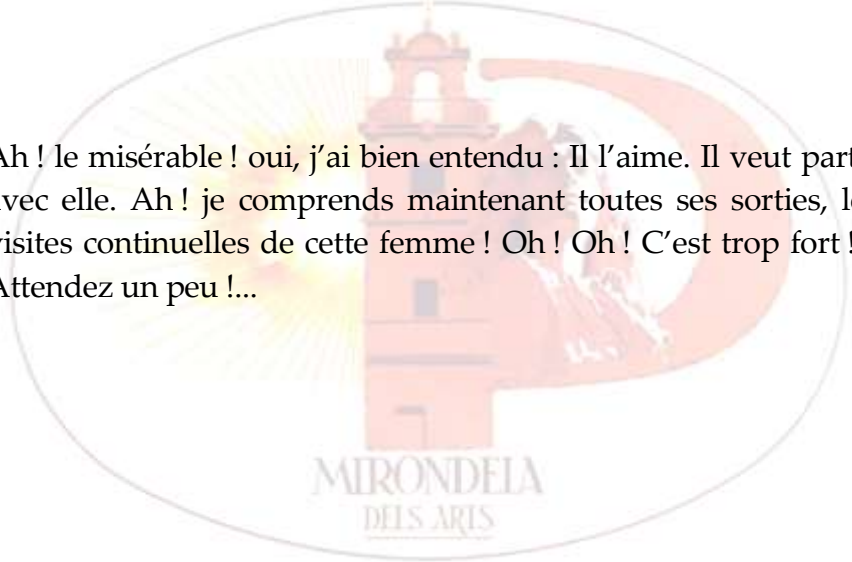 Ah ! le misérable ! oui, j’ai bien entendu : Il l’aime. Il veut part
avec elle. Ah ! je comprends maintenant toutes ses sorties, le
visites continuelles de cette femme ! Oh ! Oh ! C’est trop fort !
Attendez un peu !...
MIRONDELA
DELS ARTS